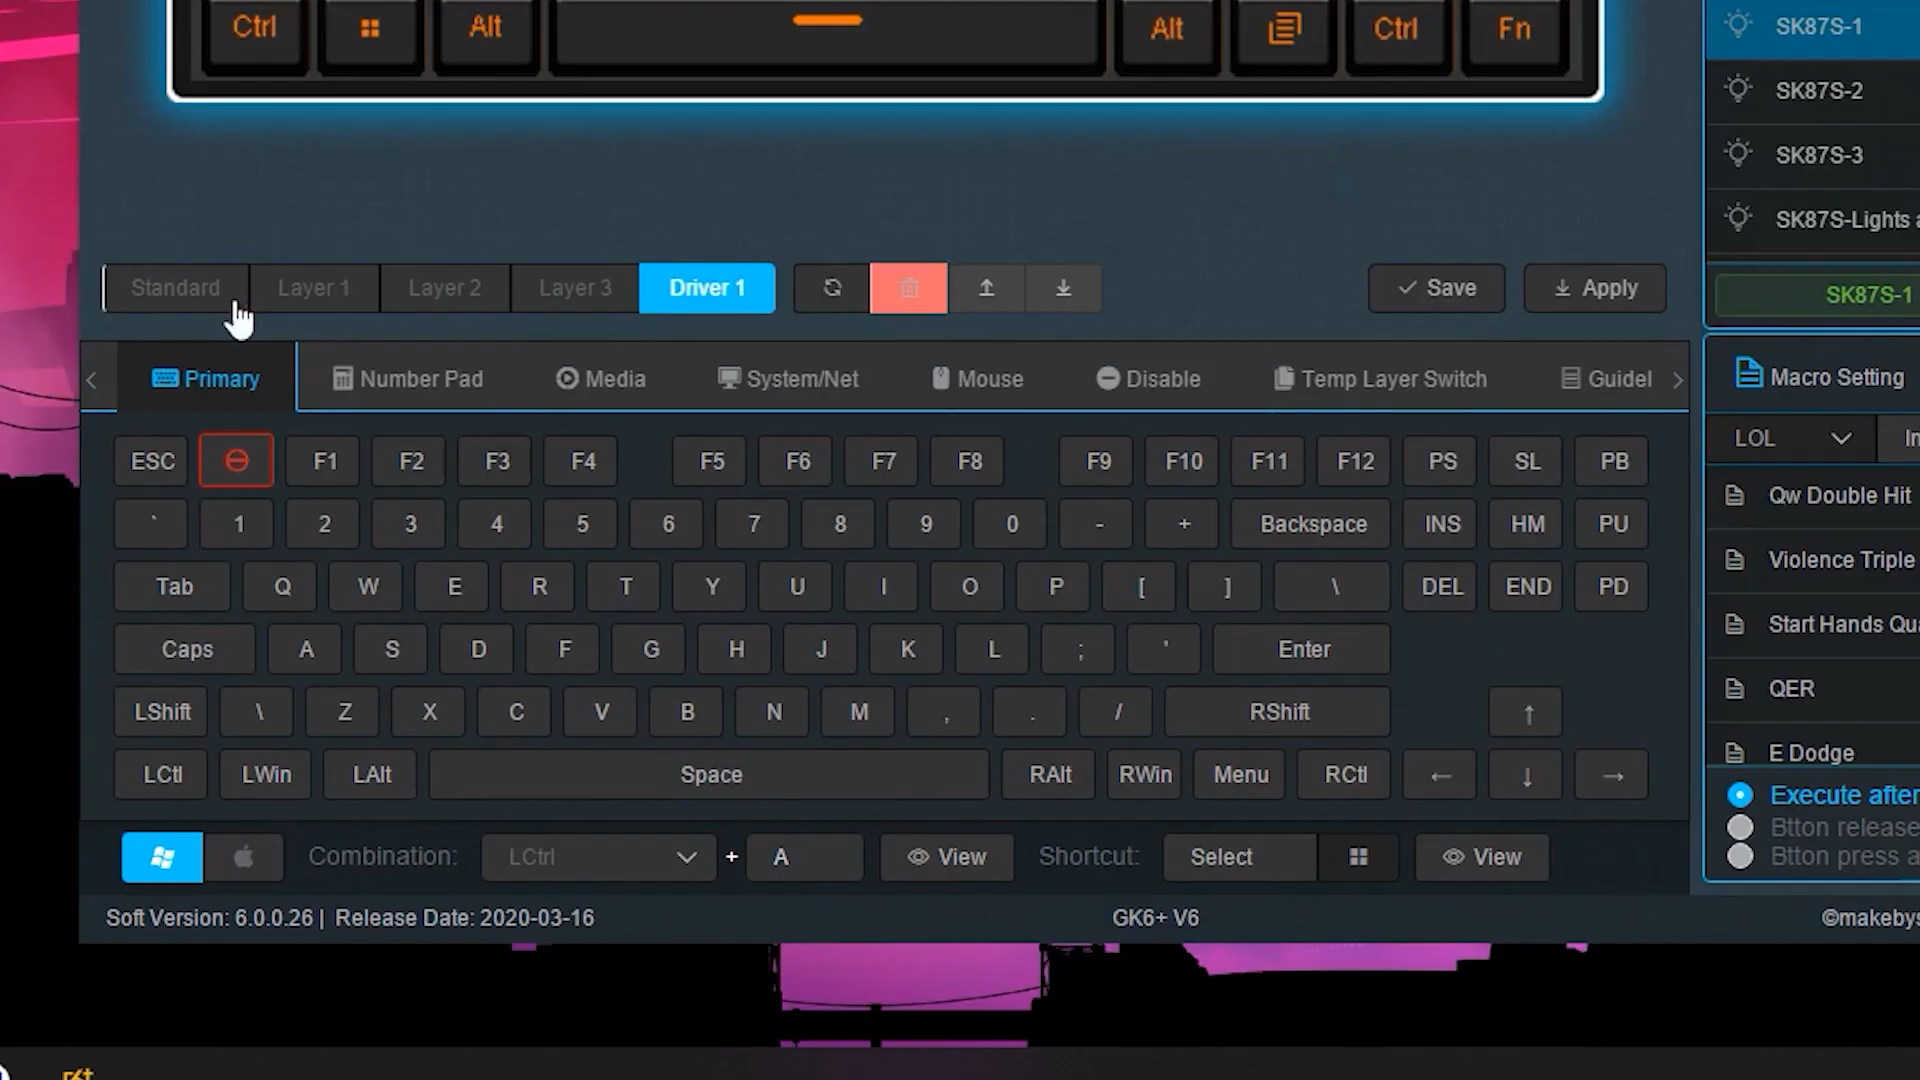 Ctrl Alt Alt Ctrl Fn
SK87S-1
SK87S-2
SK87S-3
SK87S-Lights a
SK87S-1
Standard Layer 1 Layer 2 Layer 3 Driver 1 Save Apply
Primary Number Pad Media System/Net Mouse Disable Temp Layer Switch Guidel
ESC F1 F2 F3 F4 F5 F6 F7 F8 F9 F10 F11 F12 PS SL PB
` 1 2 3 4 5 6 7 8 9 0 - + Backspace INS HM PU
Tab Q W E R T Y U I O P [ ] \ DEL END PD
Caps A S D F G H J K L ; ' Enter
LShift \ Z X C V B N M , . / RShift ↑
LCtl LWin LAlt Space RAlt RWin Menu RCtl ← ↓ →
Combination: LCtrl + A View Shortcut: Select View
Macro Setting
LOL In
Qw Double Hit
Violence Triple
Start Hands Qua
QER
E Dodge
Execute after
Btton release
Btton press a
Soft Version: 6.0.0.26 | Release Date: 2020-03-16 GK6+ V6 ©makebys